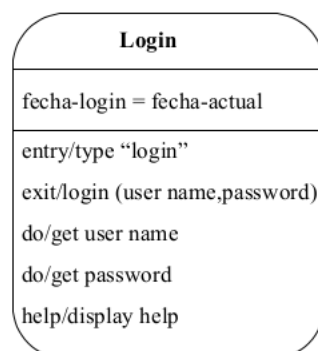 Login
fecha-login = fecha-actual
entry/type “login”
exit/login (user name,password)
do/get user name
do/get password
help/display help